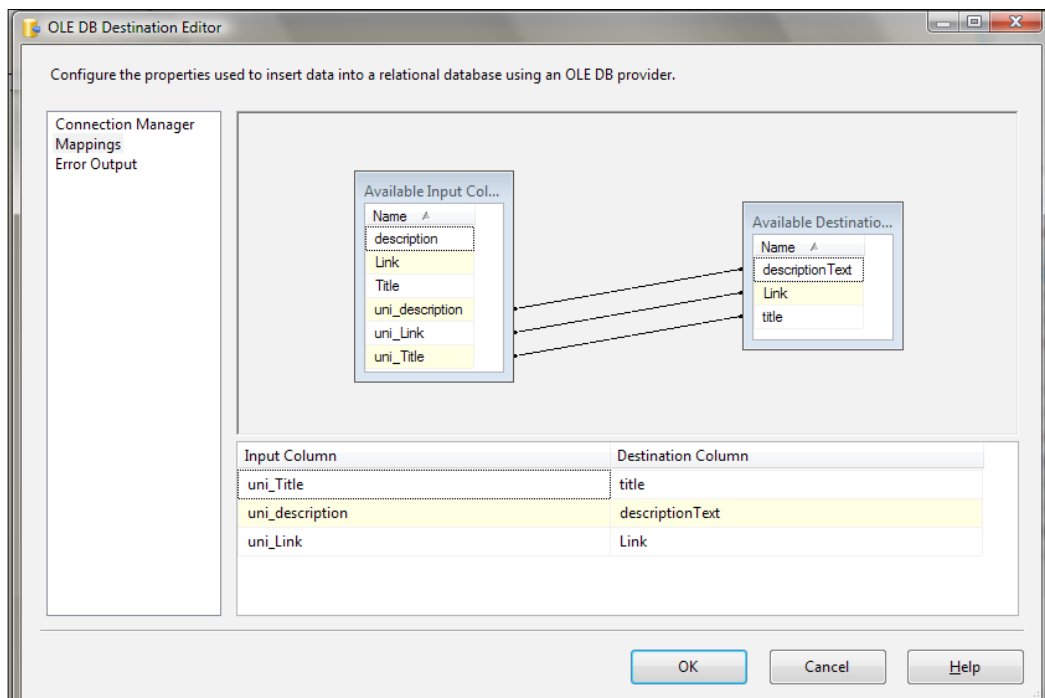 OLE DB Destination Editor
Configure the properties used to insert data into a relational database using an OLE DB provider.
Connection Manager
Mappings
Error Output
Available Input Col...
Name
description
Link
Title
uni_description
uni_Link
uni_Title
Available Destinatio...
Name
descriptionText
Link
title
Input Column Destination Column
uni_Title title
uni_description descriptionText
uni_Link Link
OK Cancel Help